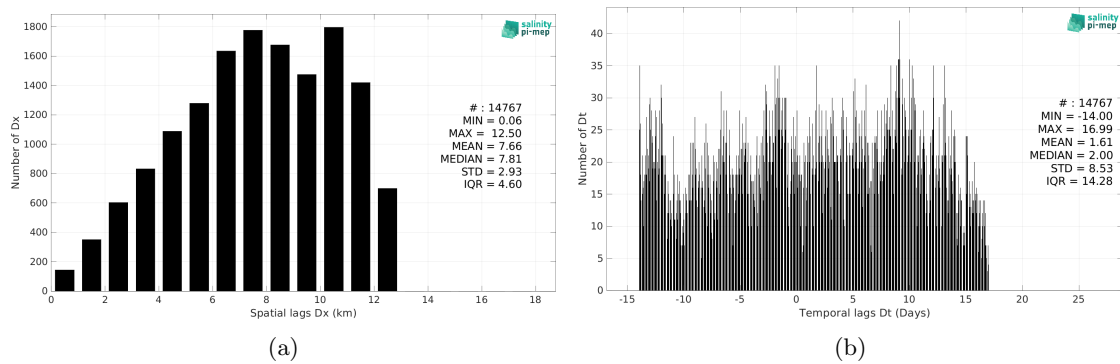 1800
1600
1400
1200
1000
800
600
400
200
0
Number of Dx
0 2 4 6 8 10 12 14 16 18
Spatial lags Dx (km)
salinity
pi-mep
# : 14767
MIN = 0.06
MAX = 12.50
MEAN = 7.66
MEDIAN = 7.81
STD = 2.93
IQR = 4.60
(a)
40
35
30
25
20
15
10
5
0
Number of Dt
-15 -10 -5 0 5 10 15 20 25
Temporal lags Dt (Days)
salinity
pi-mep
# : 14767
MIN = -14.00
MAX = 16.99
MEAN = 1.61
MEDIAN = 2.00
STD = 8.53
IQR = 14.28
(b)